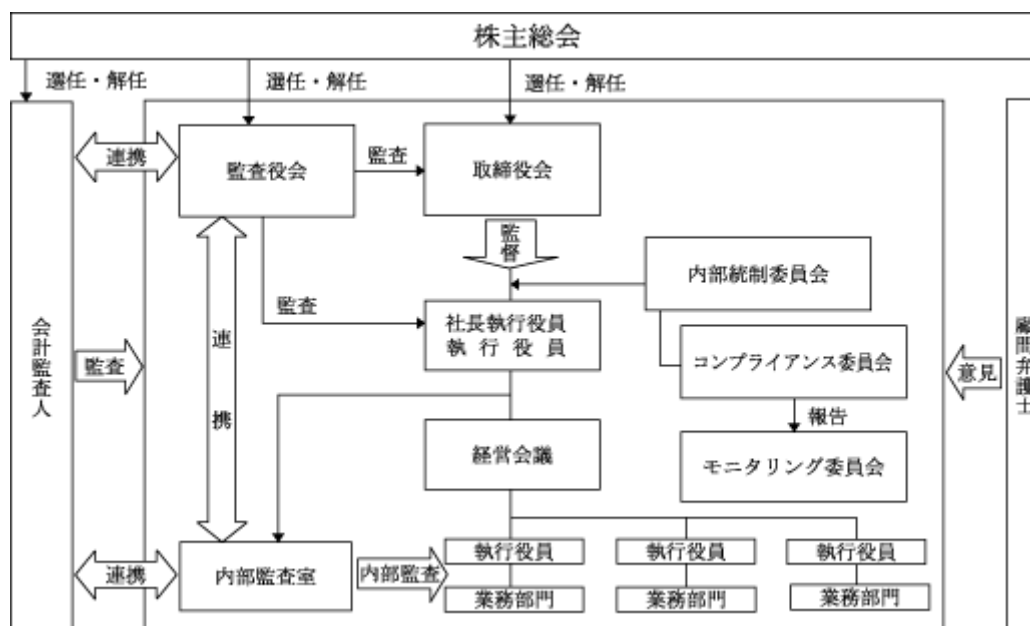 株主総会
選任・解任
選任・解任
選任・解任
連携
監査役会
監査
取締役会
監督
内部統制委員会
監査
社長執行役員
執行役員
連携
会計監査人
監査
コンプライアンス委員会
意見
顧問弁護士
報告
経営会議
モニタリング委員会
連携
内部監査室
内部監査
執行役員
執行役員
執行役員
業務部門
業務部門
業務部門